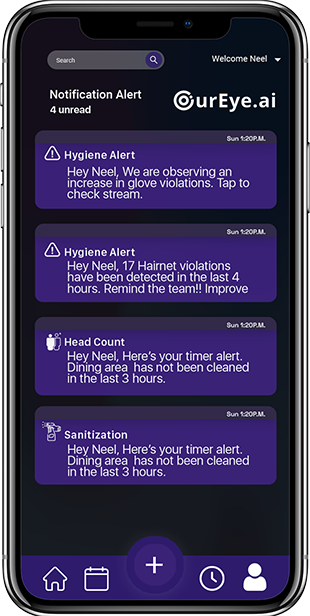 Search
Welcome Neel
Notification Alert
4 unread
OurEye.ai
Sun 1:20P.M.
Hygiene Alert
Hey Neel, We are observing an
increase in glove violations. Tap to
check stream.
Sun 1:20P.M.
Hygiene Alert
Hey Neel, 17 Hairnet violations
have been detected in the last 4
hours. Remind the team!! Improve
Sun 1:20P.M.
Head Count
Hey Neel, Here's your timer alert.
Dining area has not been cleaned
in the last 3 hours.
Sun 1:20P.M.
Sanitization
Hey Neel, Here's your timer alert.
Dining area has not been cleaned
in the last 3 hours.